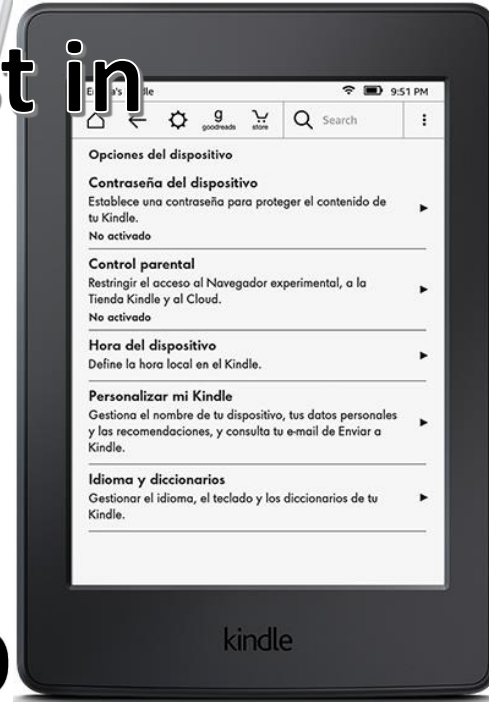 t in
9:51 PM
goodreads
store
Search
Opciones del dispositivo
Contraseña del dispositivo
Establece una contraseña para proteger el contenido de
tu Kindle.
No activado
Control parental
Restringir el acceso al Navegador experimental, a la
Tienda Kindle y al Cloud.
No activado
Hora del dispositivo
Define la hora local en el Kindle.
Personalizar mi Kindle
Gestiona el nombre de tu dispositivo, tus datos personales
y las recomendaciones, y consulta tu e-mail de Enviar a
Kindle.
Idioma y diccionarios
Gestionar el idioma, el teclado y los diccionarios de tu
Kindle.
kindle